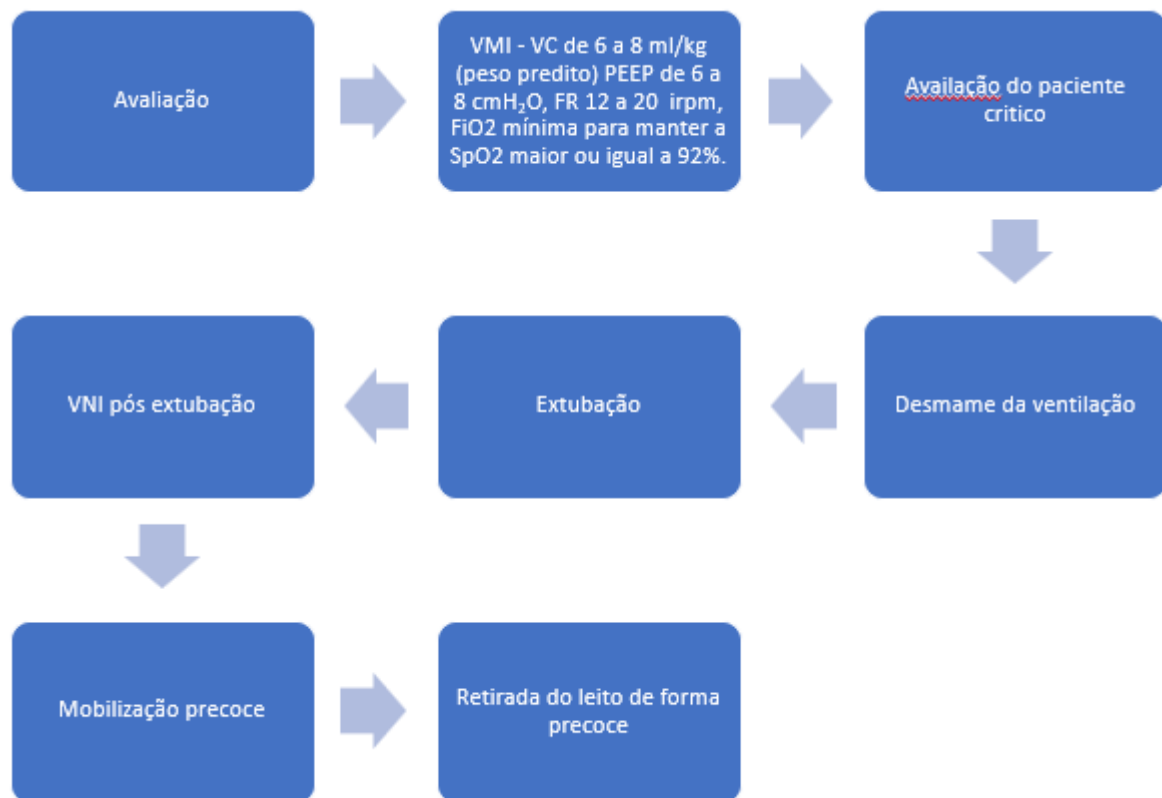 Avaliação
VMI - VC de 6 a 8 ml/kg
(peso predito) PEEP de 6 a
8 cmH₂O, FR 12 a 20 irpm,
FiO2 mínima para manter a
SpO2 maior ou igual a 92%.
Availação do paciente
critico
Desmame da ventilação
Extubação
VNI pós extubação
Mobilização precoce
Retirada do leito de forma
precoce